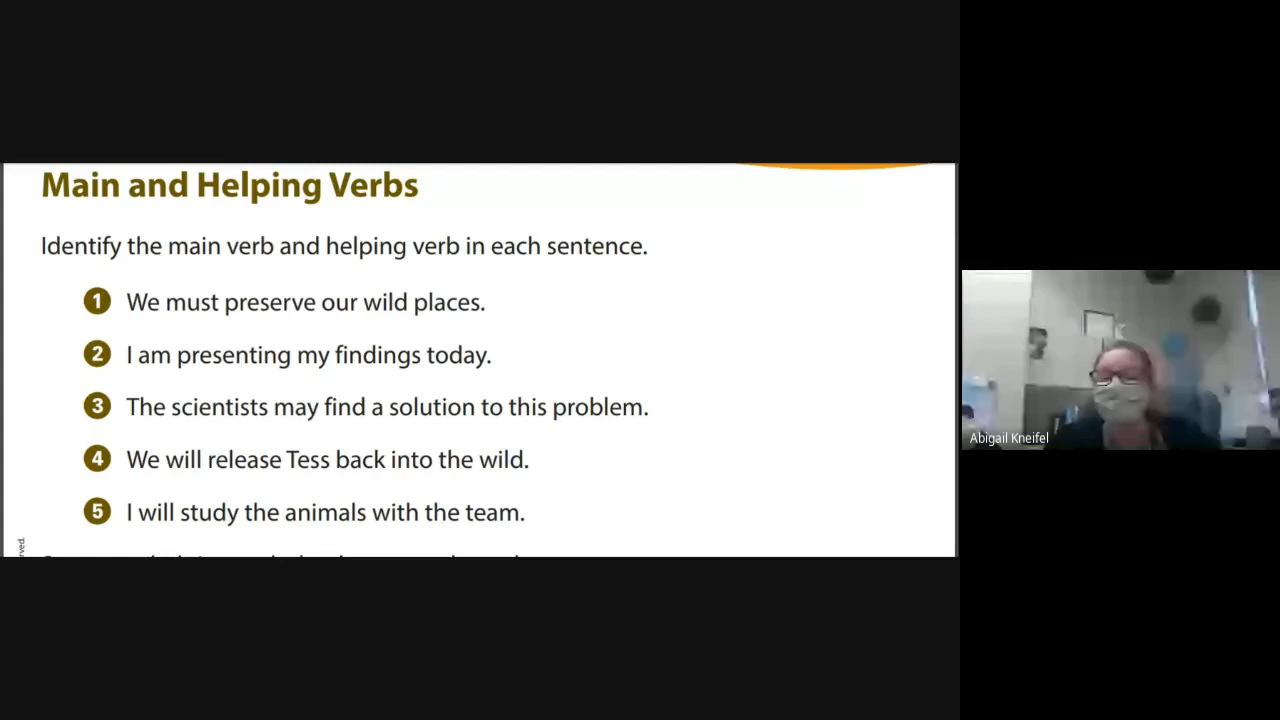 Main and Helping Verbs
Identify the main verb and helping verb in each sentence.
1 We must preserve our wild places.
2 I am presenting my findings today.
3 The scientists may find a solution to this problem.
4 We will release Tess back into the wild.
5 I will study the animals with the team.
Abigail Kneifel